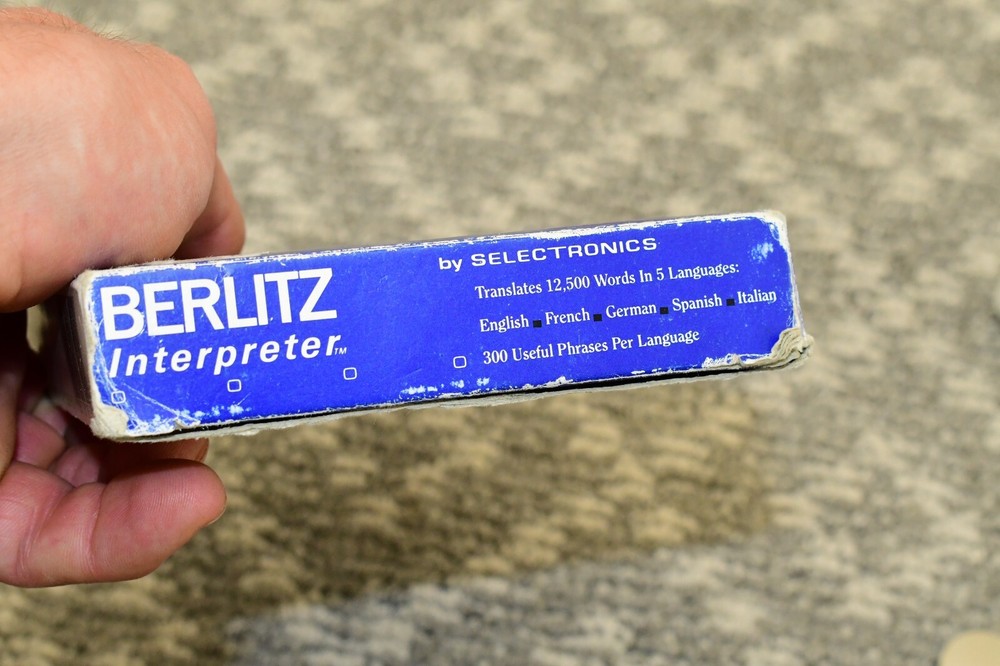 BERLITZ
Interpreter™
by SELECTRONICS
Translates 12,500 Words In 5 Languages:
English ■ French ■ German ■ Spanish ■ Italian
300 Useful Phrases Per Language